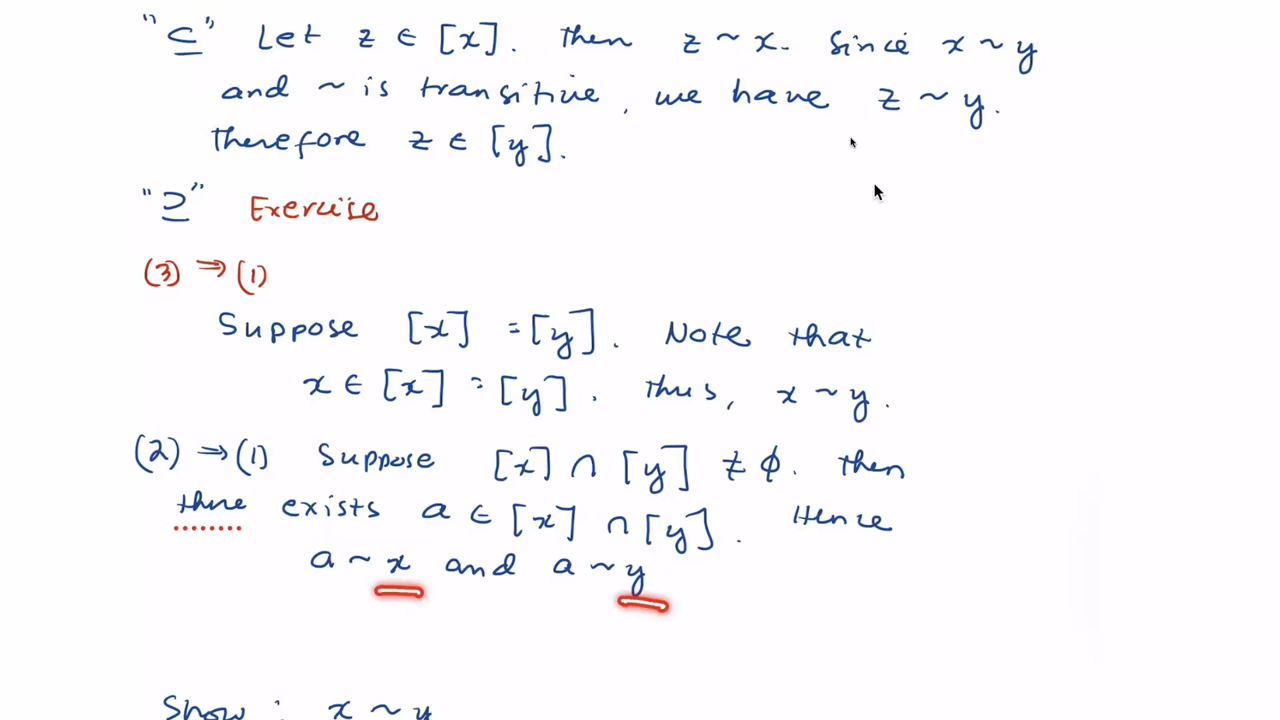 "⊆" Let z ∈ [x]. Then z ~ x. Since x ~ y
and ~ is transitive, we have z ~ y.
Therefore z ∈ [y].
"⊇" Exercise
(3) ⇒ (1)
Suppose [x] = [y]. Note that
x ∈ [x] = [y]. Thus, x ~ y.
(2) ⇒ (1) Suppose [x] ∩ [y] ≠ ϕ. Then
there exists a ∈ [x] ∩ [y]. Hence
a ~ x and a ~ y
Show : x ~ y